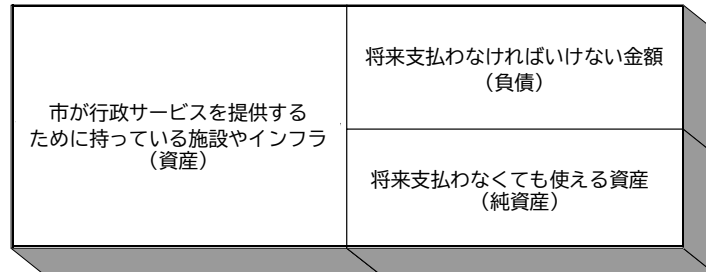 市が行政サービスを提供する
ために持っている施設やインフラ
（資産）
将来支払わなければいけない金額
（負債）
将来支払わなくても使える資産
（純資産）